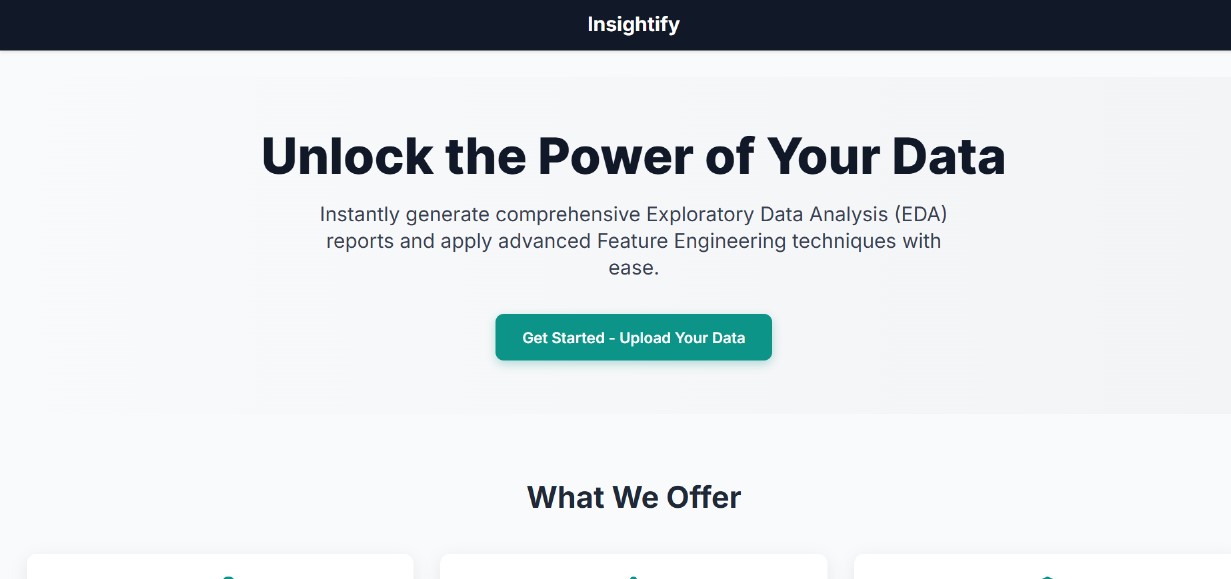 Insightify
Unlock the Power of Your Data
Instantly generate comprehensive Exploratory Data Analysis (EDA)
reports and apply advanced Feature Engineering techniques with
ease.
Get Started - Upload Your Data
What We Offer